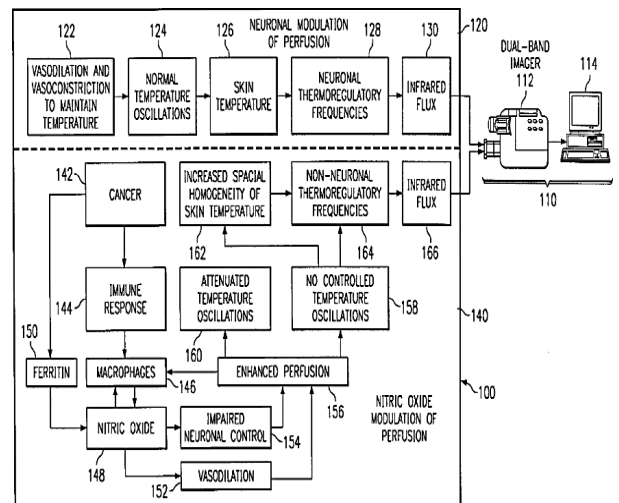 NEURONAL MODULATION
OF PERFUSION
120
122
124
126
128
130
VASODILATION AND
VASOCONSTRICTION
TO MAINTAIN
TEMPERATURE
NORMAL
TEMPERATURE
OSCILLATIONS
SKIN
TEMPERATURE
NEURONAL
THERMOREGULATORY
FREQUENCIES
INFRARED
FLUX
DUAL-BAND
IMAGER
112
114
110
142
CANCER
INCREASED SPACIAL
HOMOGENEITY OF
SKIN TEMPERATURE
162
NON-NEURONAL
THERMOREGULATORY
FREQUENCIES
164
INFRARED
FLUX
166
144
IMMUNE
RESPONSE
ATTENUATED
TEMPERATURE
OSCILLATIONS
160
NO CONTROLLED
TEMPERATURE
OSCILLATIONS
158
140
150
FERRITIN
MACROPHAGES
146
ENHANCED PERFUSION
156
100
NITRIC OXIDE
148
IMPAIRED
NEURONAL CONTROL
154
NITRIC OXIDE
MODULATION OF
PERFUSION
152
VASODILATION